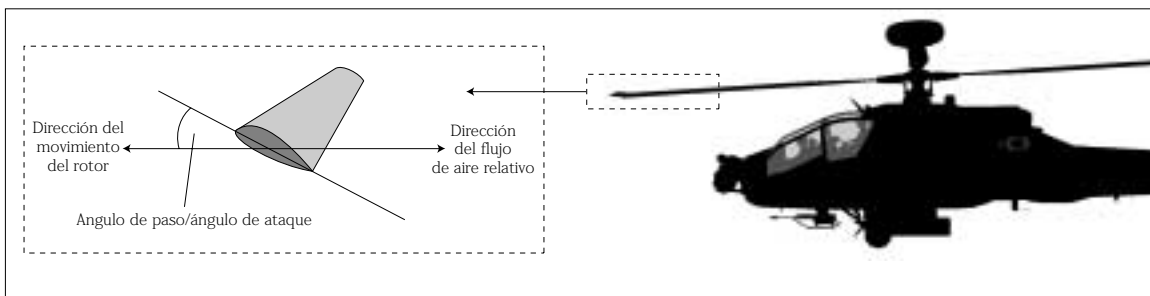 Dirección del
movimiento
del rotor
Dirección
del flujo
de aire relativo
Angulo de paso/ángulo de ataque